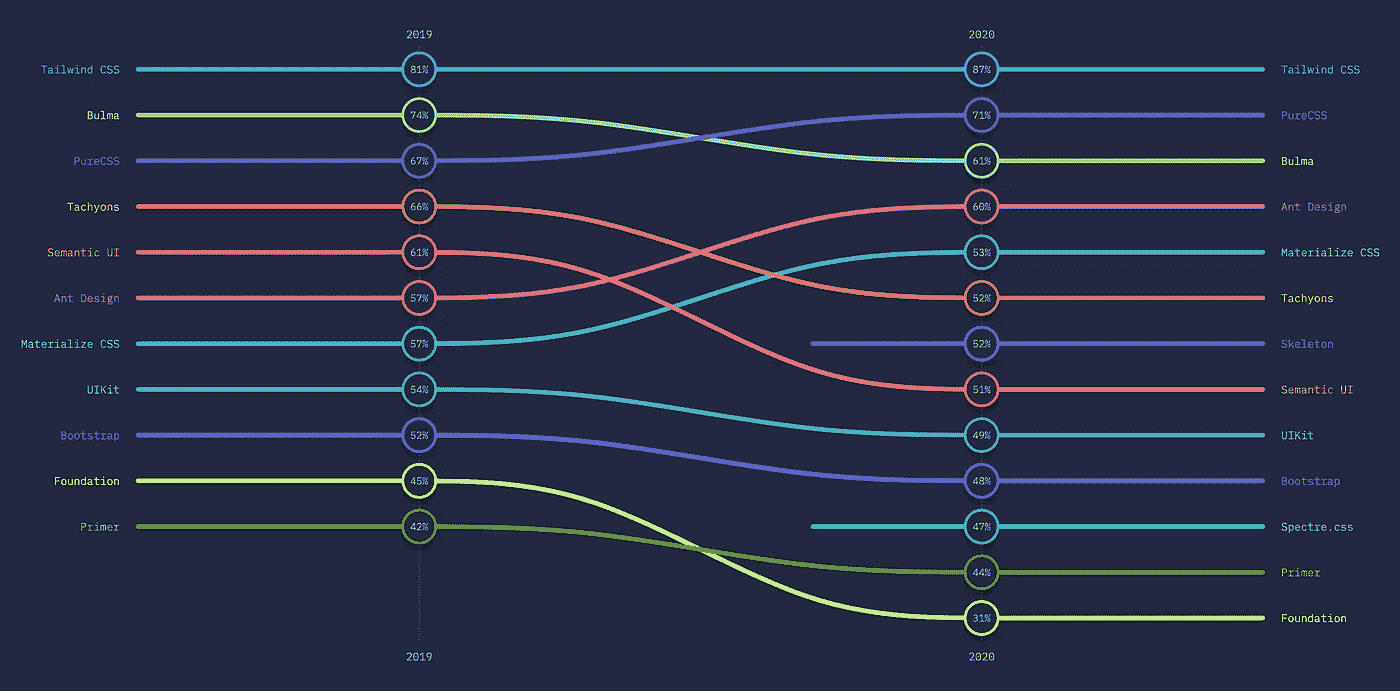 2019 2020
Tailwind CSS 81% 87% Tailwind CSS
Bulma 74% 71% PureCSS
PureCSS 67% 61% Bulma
Tachyons 66% 60% Ant Design
Semantic UI 61% 53% Materialize CSS
Ant Design 57% 52% Tachyons
Materialize CSS 57% 52% Skeleton
UIKit 54% 51% Semantic UI
Bootstrap 52% 49% UIKit
Foundation 45% 48% Bootstrap
Primer 42% 47% Spectre.css
44% Primer
31% Foundation
2019 2020